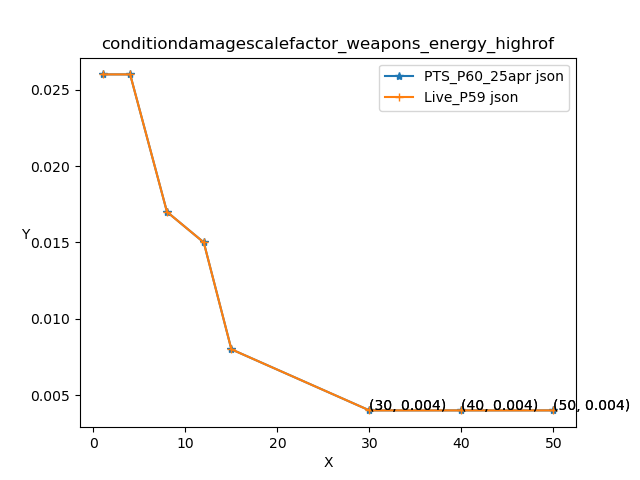 conditiondamagescalefactor_weapons_energy_highrof
PTS_P60_25apr json
Live_P59 json
0.025
0.020
0.015
0.010
0.005
Y
(30, 0.004)
(40, 0.004)
(50, 0.004)
0
10
20
30
40
50
X